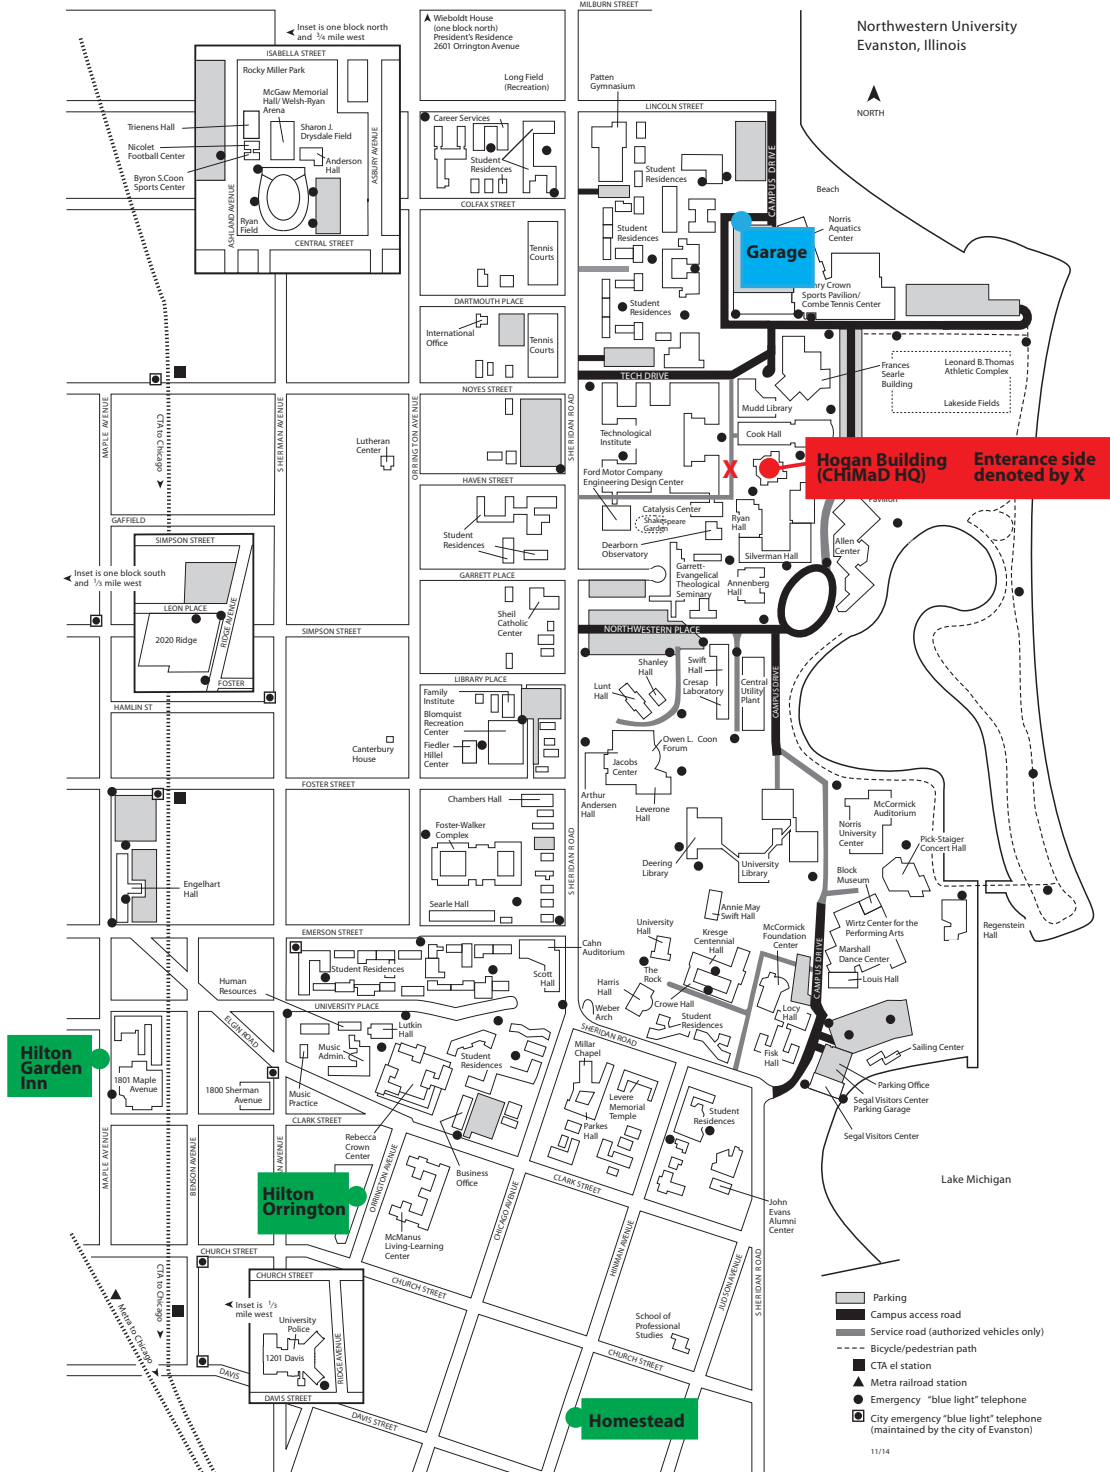 MILBURN STREET
Northwestern University
Evanston, Illinois
NORTH
Inset is one block north
and 3/4 mile west
Wieboldt House
(one block north)
President's Residence
2601 Orrington Avenue
Long Field
(Recreation)
Patten
Gymnasium
LINCOLN STREET
ISABELLA STREET
Rocky Miller Park
McGaw Memorial
Hall/ Welsh-Ryan
Arena
Sharon J.
Drysdale Field
Anderson
Hall
Trienens Hall
Nicolet
Football Center
Byron S.Coon
Sports Center
Ryan
Field
ASHLAND AVENUE
ASBURY AVENUE
CENTRAL STREET
Career Services
Student
Residences
COLFAX STREET
Tennis
Courts
DARTMOUTH PLACE
International
Office
Tennis
Courts
NOYES STREET
Student
Residences
Student
Residences
Student
Residences
CAMPUS DRIVE
Beach
Norris
Aquatics
Center
Garage
ry Crown
Sports Pavilion/
Combe Tennis Center
TECH DRIVE
Frances
Searle
Building
Leonard B. Thomas
Athletic Complex
Lakeside Fields
Mudd Library
Cook Hall
Technological
Institute
Ford Motor Company
Engineering Design Center
X
Hogan Building
(CHiMaD HQ)
Enterance side
denoted by X
Pavilion
Catalysis Center
Shakespeare
Garden
Dearborn
Observatory
Ryan
Hall
Silverman Hall
Allen
Center
Garrett-
Evangelical
Theological
Seminary
Annenberg
Hall
MAPLE AVENUE
CTA to Chicago
SHERMAN AVENUE
ORRINGTON AVENUE
SHERIDAN ROAD
Lutheran
Center
HAVEN STREET
Student
Residences
GARRETT PLACE
Sheil
Catholic
Center
GAFFIELD
SIMPSON STREET
Inset is one block south
and 1/3 mile west
LEON PLACE
2020 Ridge
RIDGE AVENUE
FOSTER
SIMPSON STREET
NORTHWESTERN PLACE
LIBRARY PLACE
Family
Institute
Blomquist
Recreation
Center
Fiedler
Hillel
Center
HAMLIN ST
Canterbury
House
Shanley
Hall
Swift
Hall
Cresap
Laboratory
Central
Utility
Plant
CAMPUS DRIVE
Lunt
Hall
Owen L. Coon
Forum
Jacobs
Center
Arthur
Andersen
Hall
Leverone
Hall
FOSTER STREET
Chambers Hall
Foster-Walker
Complex
Searle Hall
SHERIDAN ROAD
Engelhart
Hall
Deering
Library
University
Library
McCormick
Auditorium
Norris
University
Center
Pick-Staiger
Concert Hall
Block
Museum
Wirtz Center for the
Performing Arts
Marshall
Dance Center
Regenstein
Hall
Louis Hall
Annie May
Swift Hall
University
Hall
Kresge
Centennial
Hall
McCormick
Foundation
Center
CAMPUS DRIVE
The
Rock
Harris
Hall
Crowe Hall
Weber
Arch
Student
Residences
Locy
Hall
Fisk
Hall
EMERSON STREET
Cahn
Auditorium
Student Residences
Scott
Hall
Human
Resources
UNIVERSITY PLACE
ELGIN ROAD
Lutkin
Hall
Music
Admin.
Student
Residences
SHERIDAN ROAD
Hilton
Garden
Inn
1801 Maple
Avenue
1800 Sherman
Avenue
Music
Practice
CLARK STREET
Millar
Chapel
Levere
Memorial
Temple
Parkes
Hall
Student
Residences
Sailing Center
Parking Office
Segal Visitors Center
Parking Garage
Segal Visitors Center
Rebecca
Crown
Center
Business
Office
MAPLE AVENUE
BENSON AVENUE
N AVENUE
ORRINGTON AVENUE
Hilton
Orrington
McManus
Living-Learning
Center
CHICAGO AVENUE
CLARK STREET
HINMAN AVENUE
JUDSON AVENUE
SHERIDAN ROAD
John
Evans
Alumni
Center
Lake Michigan
CHURCH STREET
CHURCH STREET
CTA to Chicago
Metra to Chicago
CHURCH STREET
Inset is 1/3
mile west
University
Police
1201 Davis
RIDGE AVENUE
DAVIS STREET
DAVIS
DAVIS STREET
School of
Professional
Studies
CHURCH STREET
Homestead
Parking
Campus access road
Service road (authorized vehicles only)
Bicycle/pedestrian path
CTA el station
Metra railroad station
Emergency "blue light" telephone
City emergency "blue light" telephone
(maintained by the city of Evanston)
11/14